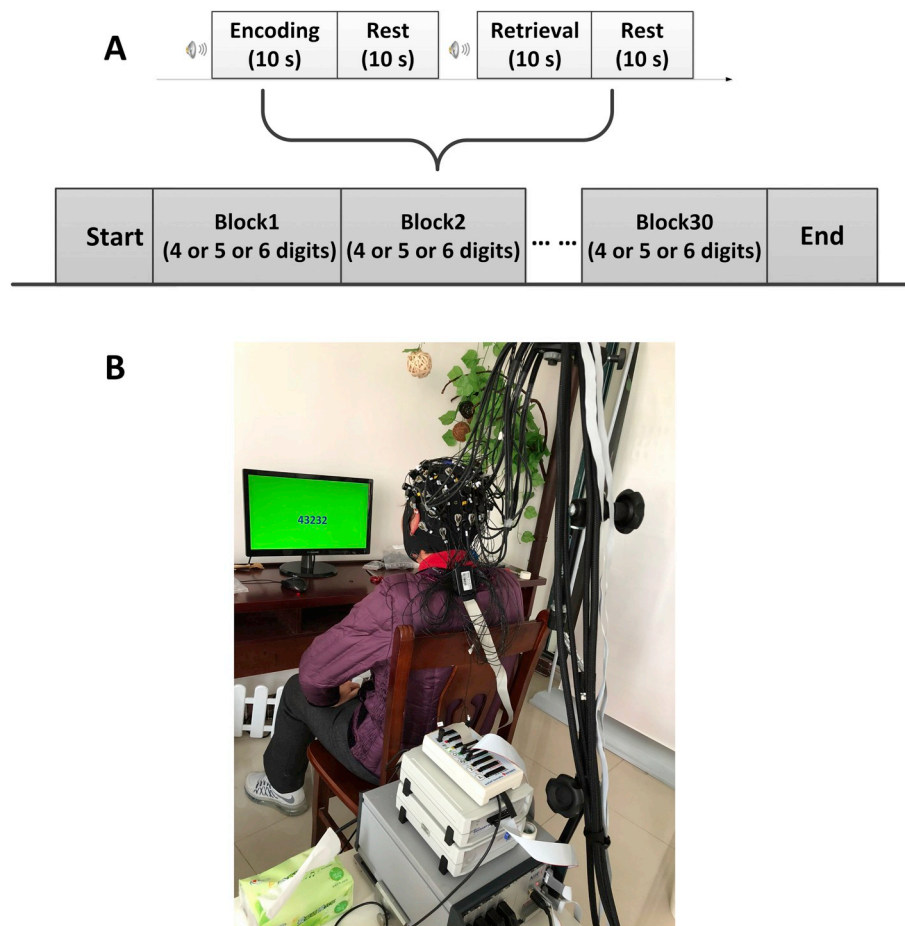 A
Encoding
(10 s)
Rest
(10 s)
Retrieval
(10 s)
Rest
(10 s)
Start
Block1
(4 or 5 or 6 digits)
Block2
(4 or 5 or 6 digits)
... ...
Block30
(4 or 5 or 6 digits)
End
B
43232